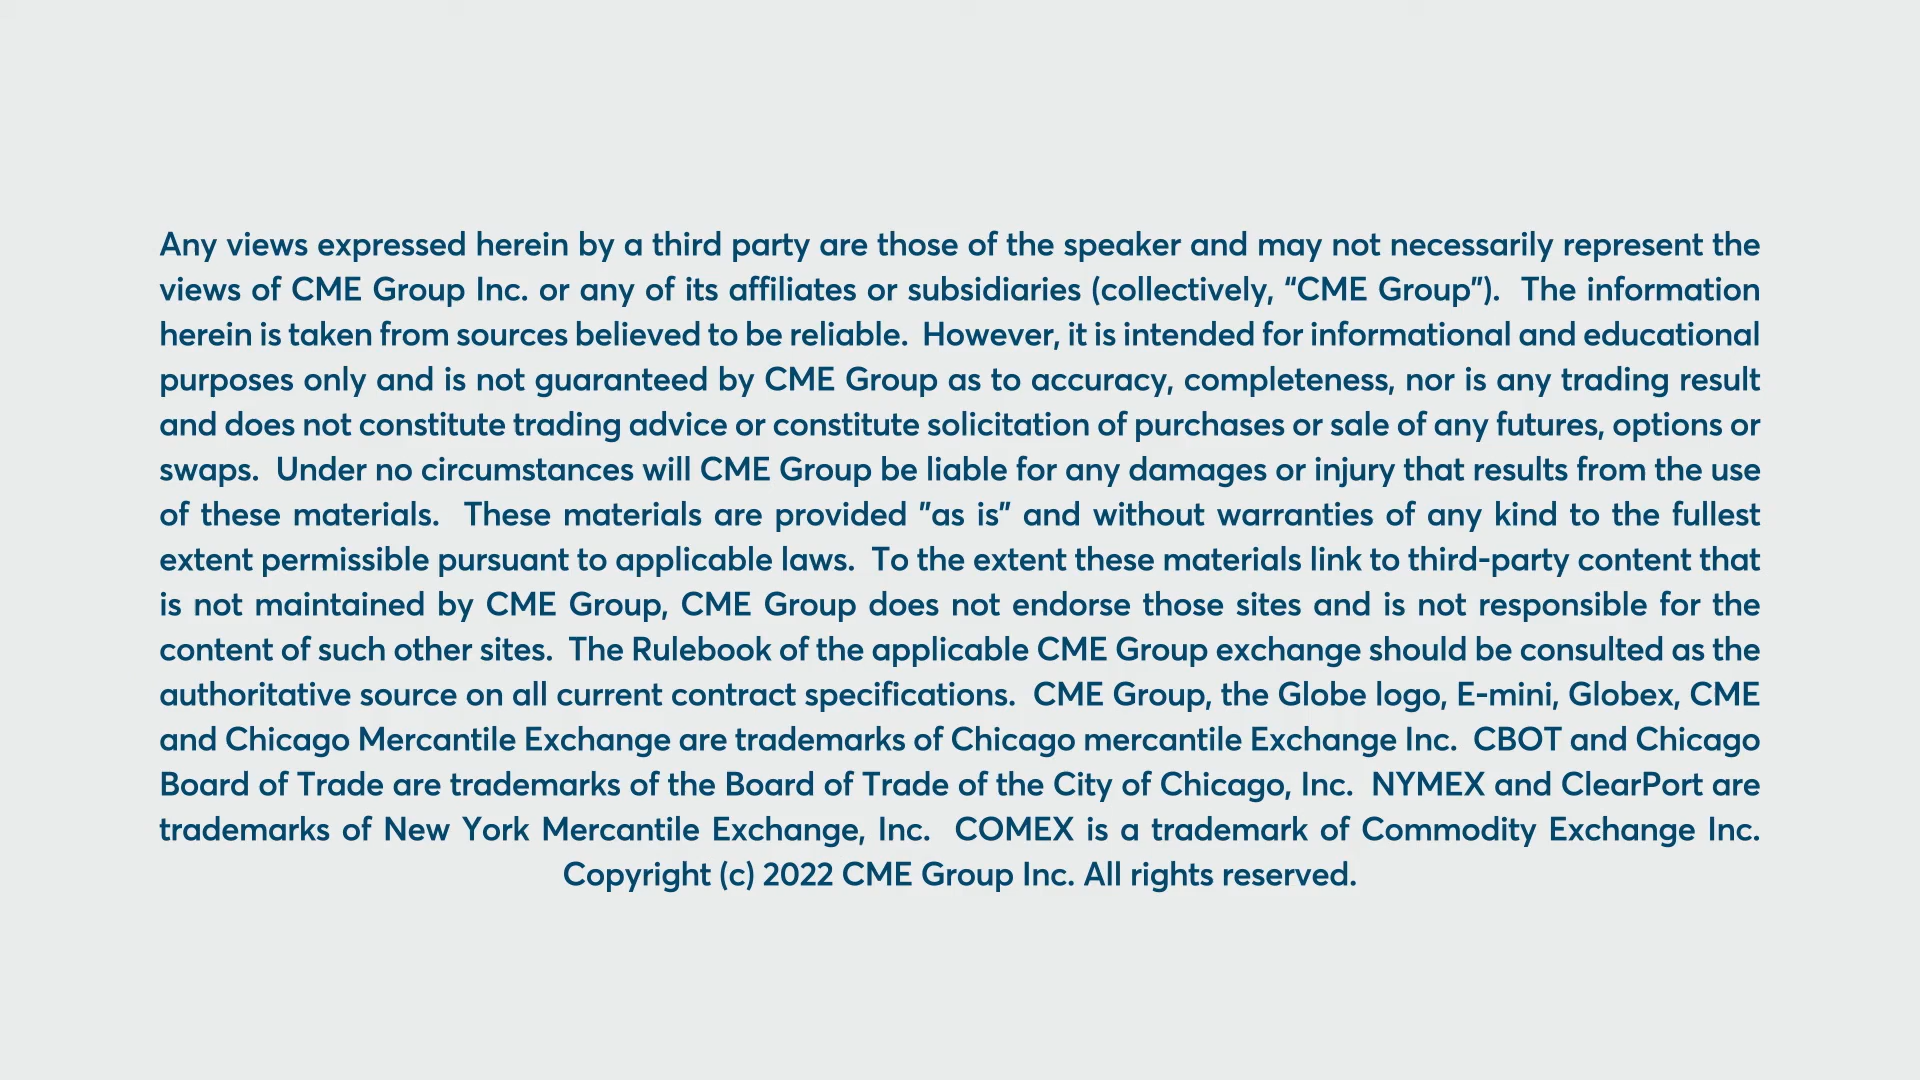 Any views expressed herein by a third party are those of the speaker and may not necessarily represent the
views of CME Group Inc. or any of its affiliates or subsidiaries (collectively, “CME Group”).  The information
herein is taken from sources believed to be reliable.  However, it is intended for informational and educational
purposes only and is not guaranteed by CME Group as to accuracy, completeness, nor is any trading result
and does not constitute trading advice or constitute solicitation of purchases or sale of any futures, options or
swaps.  Under no circumstances will CME Group be liable for any damages or injury that results from the use
of these materials.  These materials are provided ”as is” and without warranties of any kind to the fullest
extent permissible pursuant to applicable laws.  To the extent these materials link to third-party content that
is not maintained by CME Group, CME Group does not endorse those sites and is not responsible for the
content of such other sites.  The Rulebook of the applicable CME Group exchange should be consulted as the
authoritative source on all current contract specifications.  CME Group, the Globe logo, E-mini, Globex, CME
and Chicago Mercantile Exchange are trademarks of Chicago mercantile Exchange Inc.  CBOT and Chicago
Board of Trade are trademarks of the Board of Trade of the City of Chicago, Inc.  NYMEX and ClearPort are
trademarks of New York Mercantile Exchange, Inc.  COMEX is a trademark of Commodity Exchange Inc.
Copyright (c) 2022 CME Group Inc. All rights reserved.